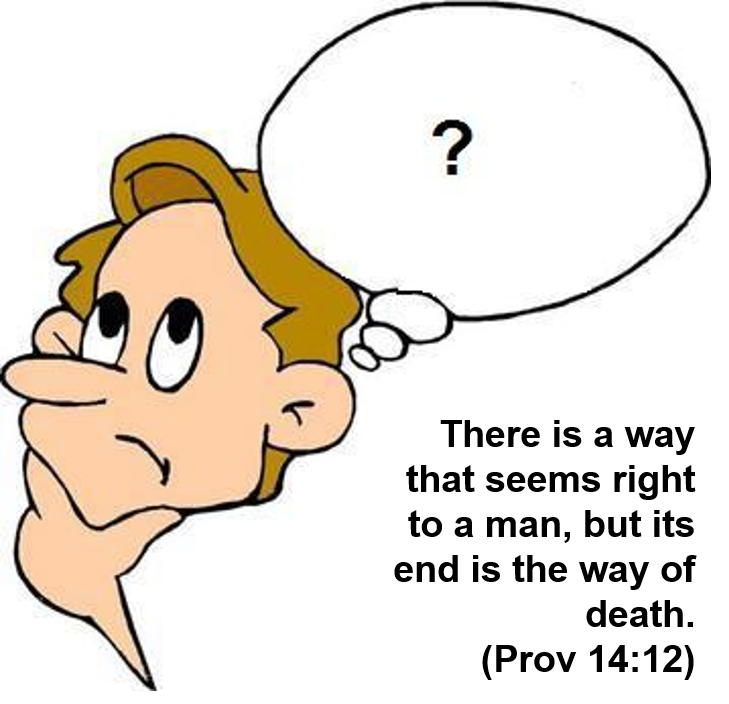 ?
There is a way
that seems right
to a man, but its
end is the way of
death.
(Prov 14:12)